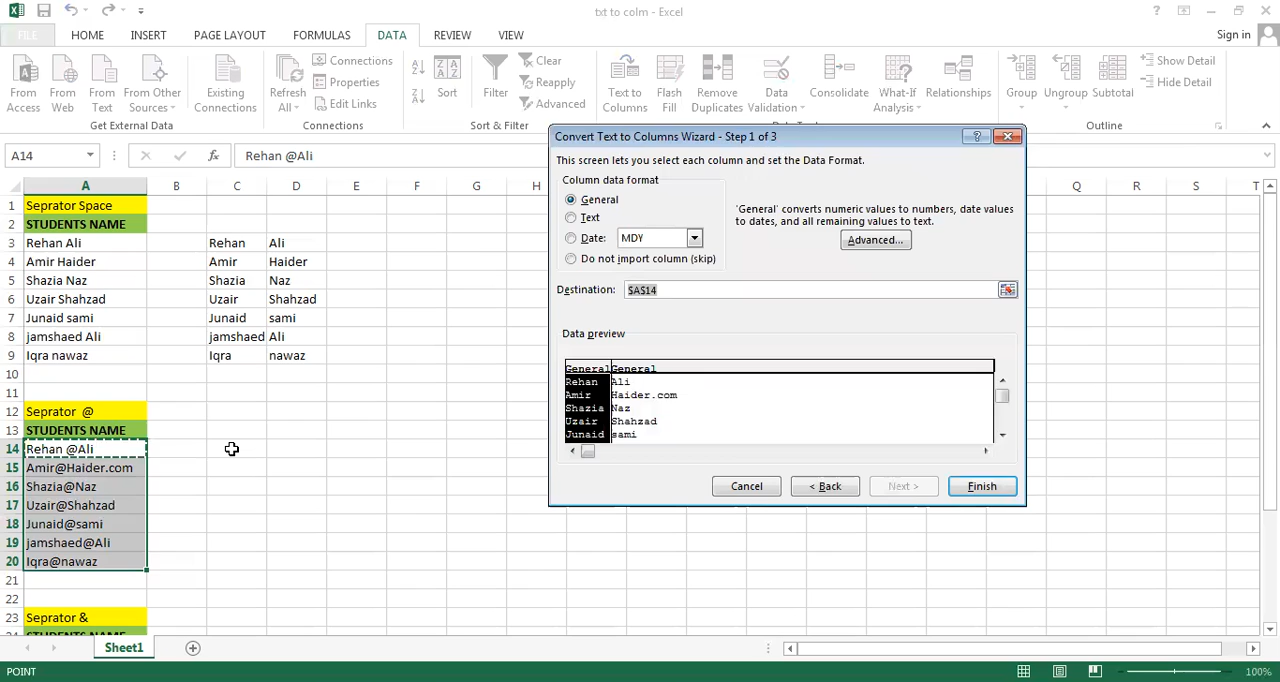 txt to colm - Excel
FILE HOME INSERT PAGE LAYOUT FORMULAS DATA REVIEW VIEW Sign in
From Access
From Web
From Text
From Other Sources
Get External Data
Existing Connections
Refresh All
Connections
Properties
Edit Links
Connections
Sort
Filter
Clear
Reapply
Advanced
Sort & Filter
Text to Columns
Flash Fill
Remove Duplicates
Data Validation
Consolidate
What-If Analysis
Relationships
Group
Ungroup
Subtotal
Show Detail
Hide Detail
Outline
A14 Rehan @Ali
A B C D E F G H P Q R S T
1 Seprator Space
2 STUDENTS NAME
3 Rehan Ali Rehan Ali
4 Amir Haider Amir Haider
5 Shazia Naz Shazia Naz
6 Uzair Shahzad Uzair Shahzad
7 Junaid sami Junaid sami
8 jamshaed Ali jamshaed Ali
9 Iqra nawaz Iqra nawaz
10
11
12 Seprator @
13 STUDENTS NAME
14 Rehan @Ali
15 Amir@Haider.com
16 Shazia@Naz
17 Uzair@Shahzad
18 Junaid@sami
19 jamshaed@Ali
20 Iqra@nawaz
21
22
23 Seprator &
Convert Text to Columns Wizard - Step 1 of 3
This screen lets you select each column and set the Data Format.
Column data format
General
Text
Date: MDY
Do not import column (skip)
'General' converts numeric values to numbers, date values
to dates, and all remaining values to text.
Advanced...
Destination: $A$14
Data preview
General General
Rehan Ali
Amir Haider.com
Shazia Naz
Uzair Shahzad
Junaid sami
Cancel < Back Next > Finish
Sheet1
POINT 100%